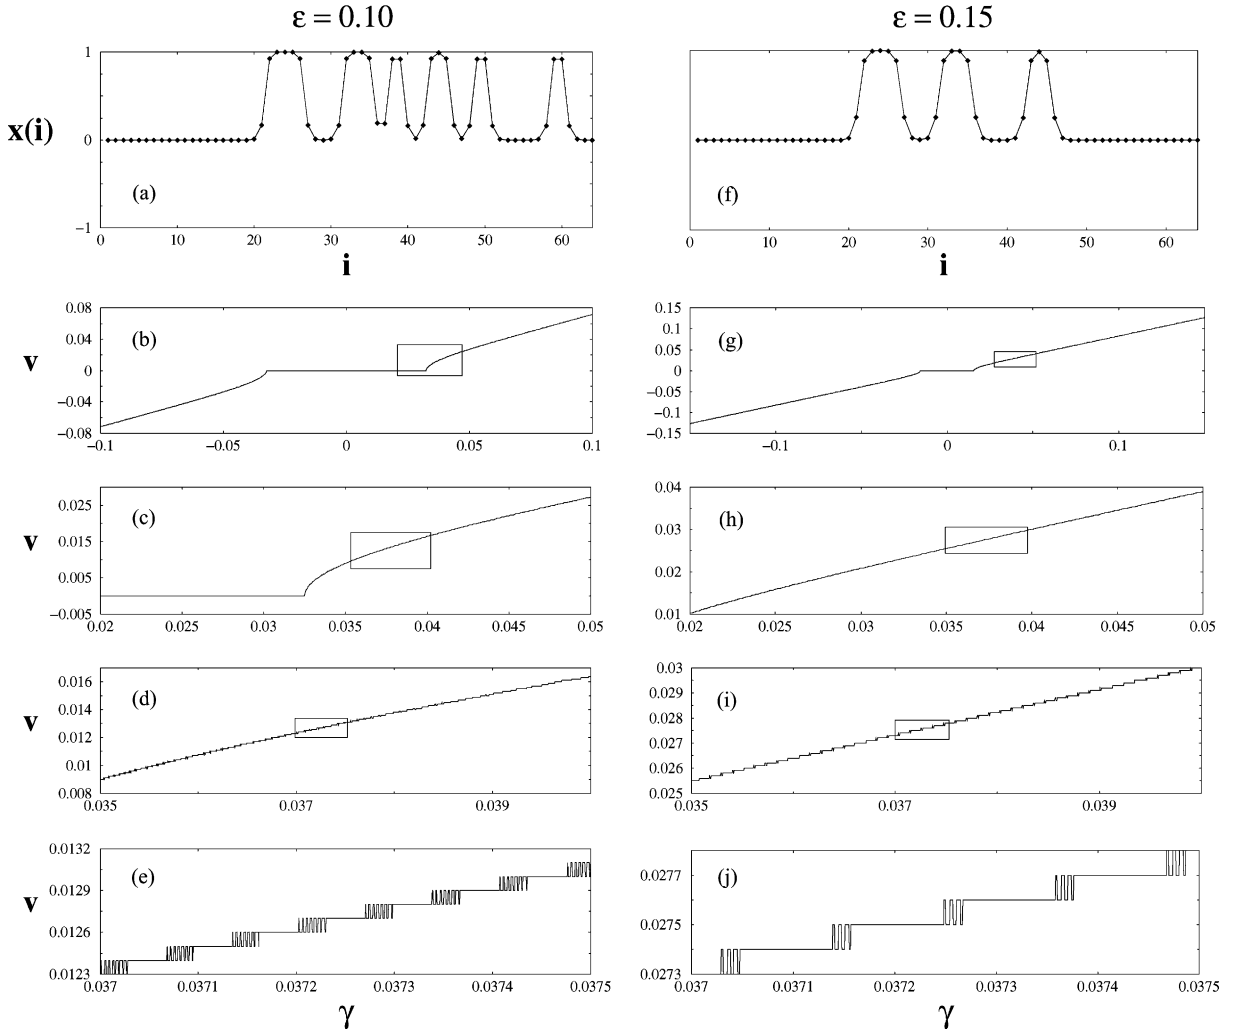 ε = 0.10
ε = 0.15
1
0
−1
x(i)
(a)
0 10 20 30 40 50 60
i
(f)
0 10 20 30 40 50 60
i
0.08
0.04
0
−0.04
−0.08
v
(b)
−0.1 −0.05 0 0.05 0.1
0.15
0.1
0.05
0
−0.05
−0.1
−0.15
(g)
−0.1 0 0.1
0.025
0.015
0.005
−0.005
v
(c)
0.02 0.025 0.03 0.035 0.04 0.045 0.05
0.04
0.03
0.02
0.01
(h)
0.02 0.025 0.03 0.035 0.04 0.045 0.05
0.016
0.014
0.012
0.01
0.008
v
(d)
0.035 0.037 0.039
0.03
0.029
0.028
0.027
0.026
0.025
(i)
0.035 0.037 0.039
0.0132
0.0129
0.0126
0.0123
v
(e)
0.037 0.0371 0.0372 0.0373 0.0374 0.0375
γ
0.0277
0.0275
0.0273
(j)
0.037 0.0371 0.0372 0.0373 0.0374 0.0375
γ